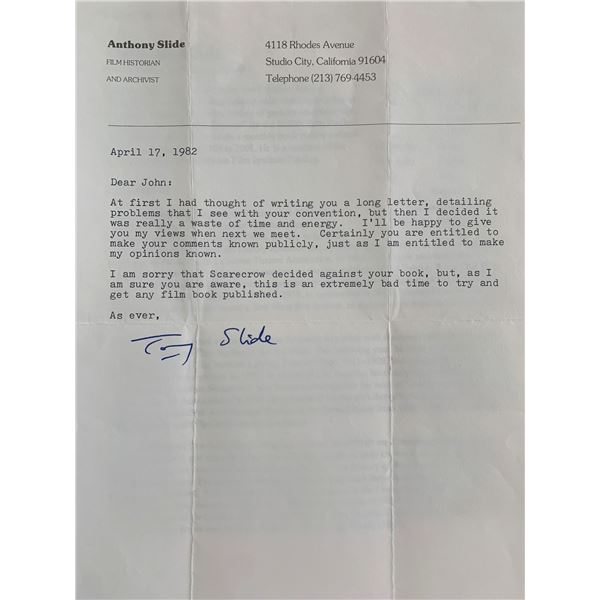 Anthony Slide
FILM HISTORIAN
AND ARCHIVIST
4118 Rhodes Avenue
Studio City, California 91604
Telephone (213) 769-4453
April 17, 1982
Dear John:
At first I had thought of writing you a long letter, detailing
problems that I see with your convention, but then I decided it
was really a waste of time and energy. I'll be happy to give
you my views when next we meet. Certainly you are entitled to
make your comments known publicly, just as I am entitled to make
my opinions known.
I am sorry that Scarecrow decided against your book, but, as I
am sure you are aware, this is an extremely bad time to try and
get any film book published.
As ever,
Tony Slide